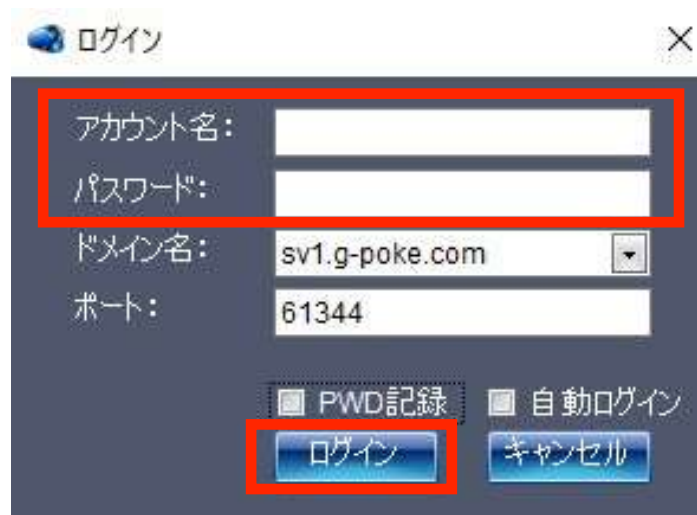 ログイン
アカウント名：
パスワード：
ドメイン名： sv1.g-poke.com
ポート： 61344
PWD記録 自動ログイン
ログイン キャンセル